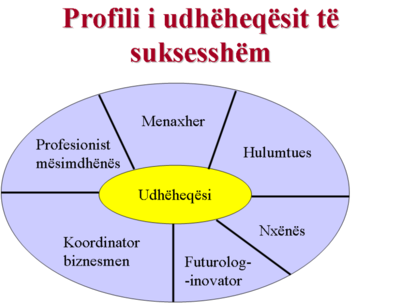 Profili i udhëheqësit të
suksesshëm
Menaxher
Profesionist
mësimdhënës
Hulumtues
Udhëheqësi
Nxënës
Koordinator
biznesmen
Futurolog-
-inovator